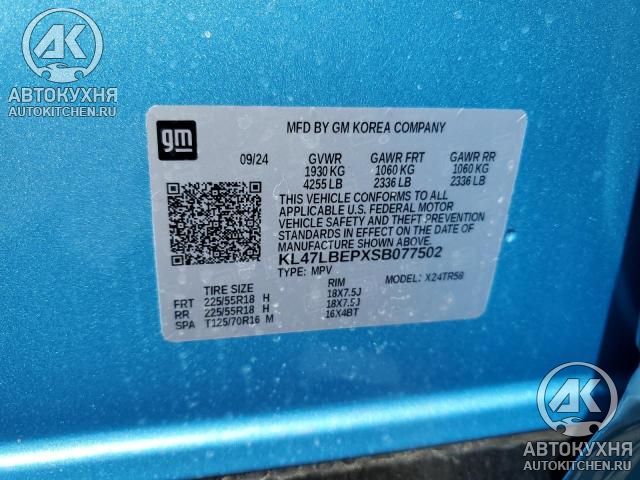 AK
АВТОКУХНЯ
AUTOKITCHEN.RU
gm
MFD BY GM KOREA COMPANY
09/24 GVWR GAWR FRT GAWR RR
1930 KG 1060 KG 1060 KG
4255 LB 2336 LB 2336 LB
THIS VEHICLE CONFORMS TO ALL
APPLICABLE U.S. FEDERAL MOTOR
VEHICLE SAFETY AND THEFT PREVENTION
STANDARDS IN EFFECT ON THE DATE OF
MANUFACTURE SHOWN ABOVE.
KL47LBEPXSB077502
TYPE: MPV MODEL: X24TR58
TIRE SIZE RIM
FRT 225/55R18 H 18X7.5J
RR 225/55R18 H 18X7.5J
SPA T125/70R16 M 16X4BT
AK
АВТОКУХНЯ
AUTOKITCHEN.RU